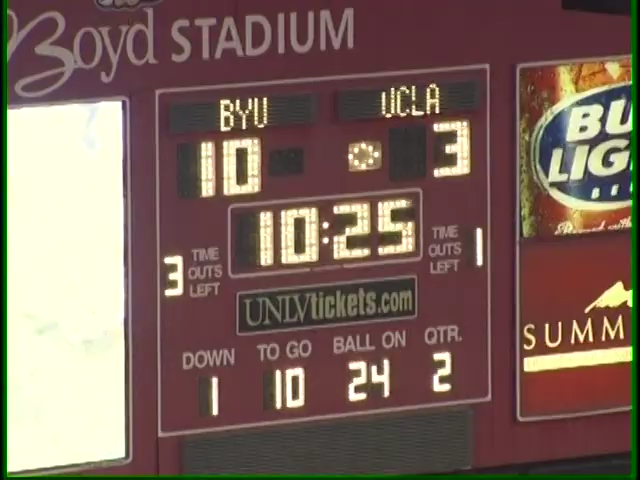 Boyd STADIUM
BYU UCLA
10 3
10:25
3 TIME OUTS LEFT
TIME OUTS LEFT 1
UNLVtickets.com
DOWN TO GO BALL ON QTR.
1 10 24 2
BUD
LIGHT
SUMM